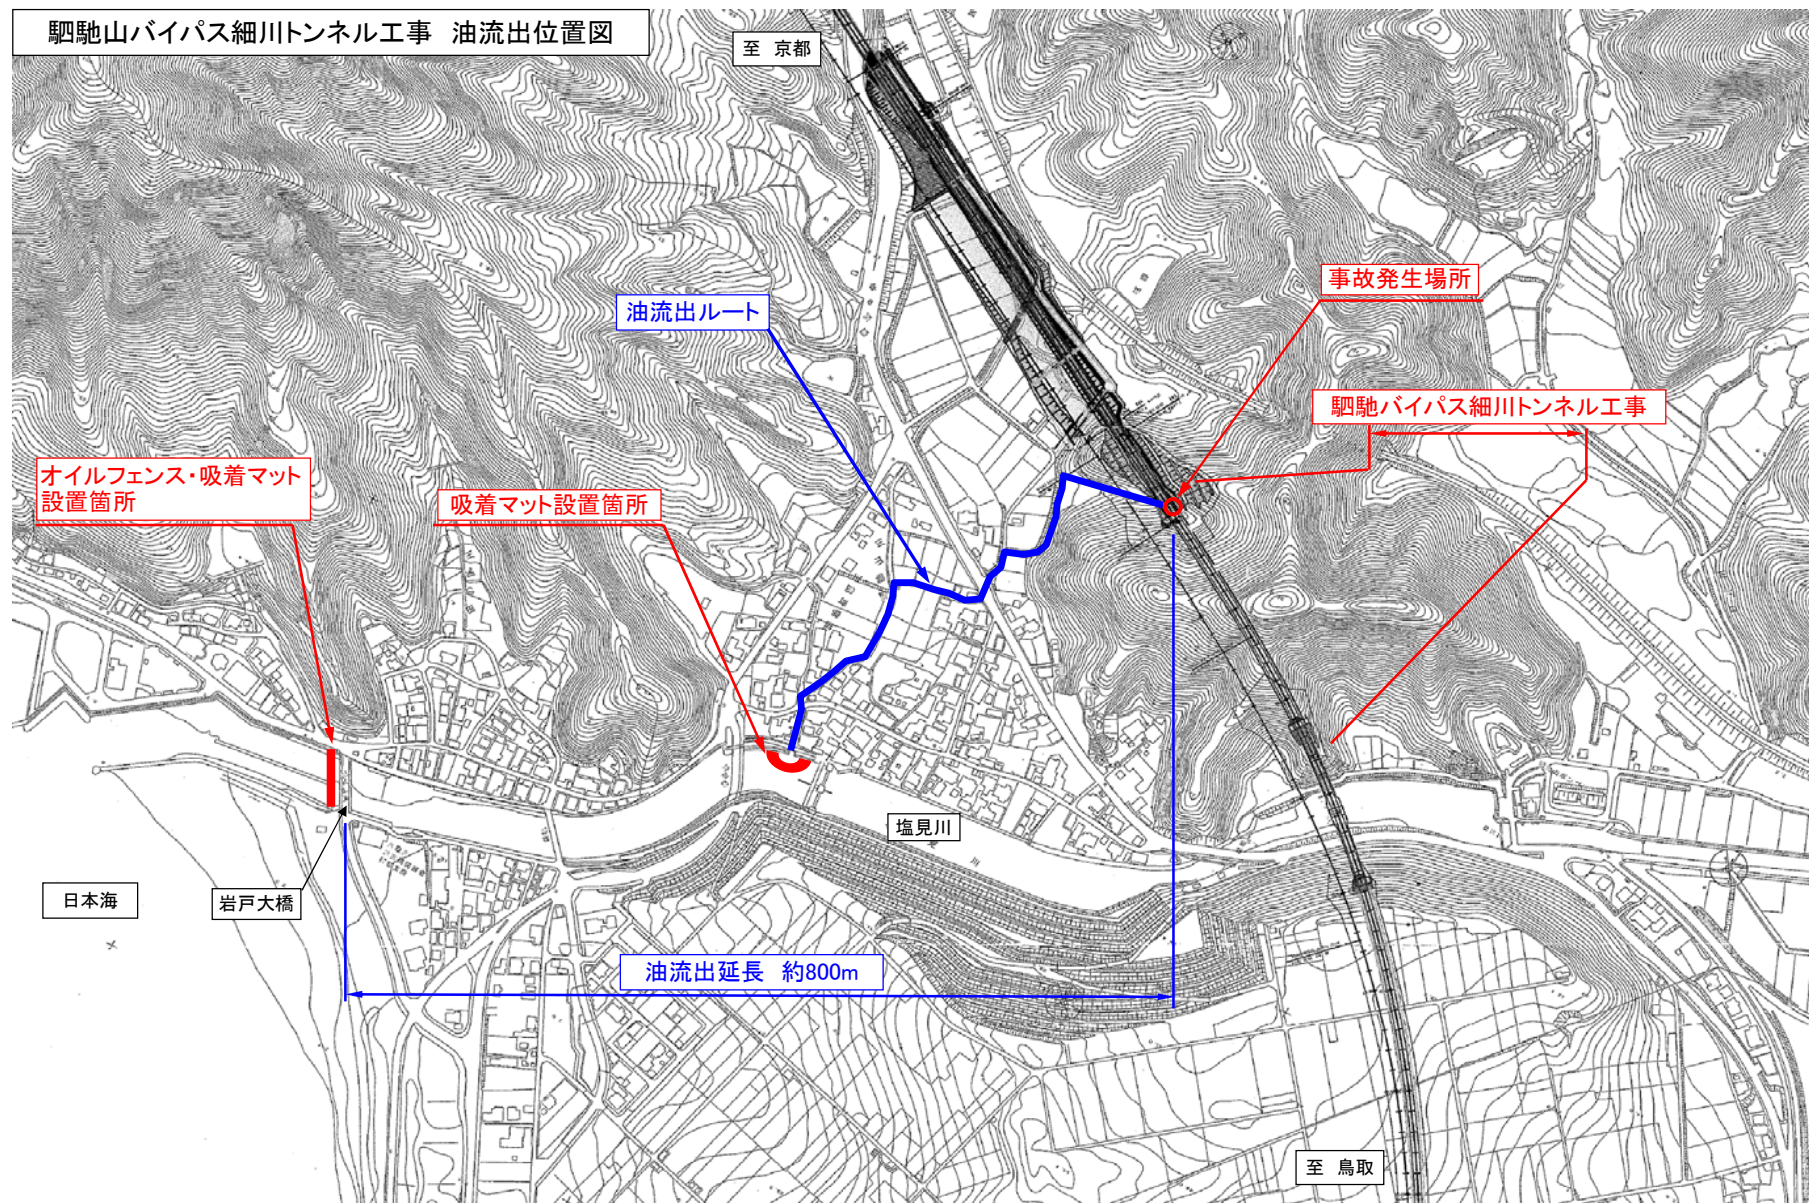 駟馳山バイパス細川トンネル工事 油流出位置図
至 京都
事故発生場所
油流出ルート
駟馳バイパス細川トンネル工事
オイルフェンス・吸着マット
設置箇所
吸着マット設置箇所
塩見川
日本海
岩戸大橋
油流出延長 約800m
至 鳥取